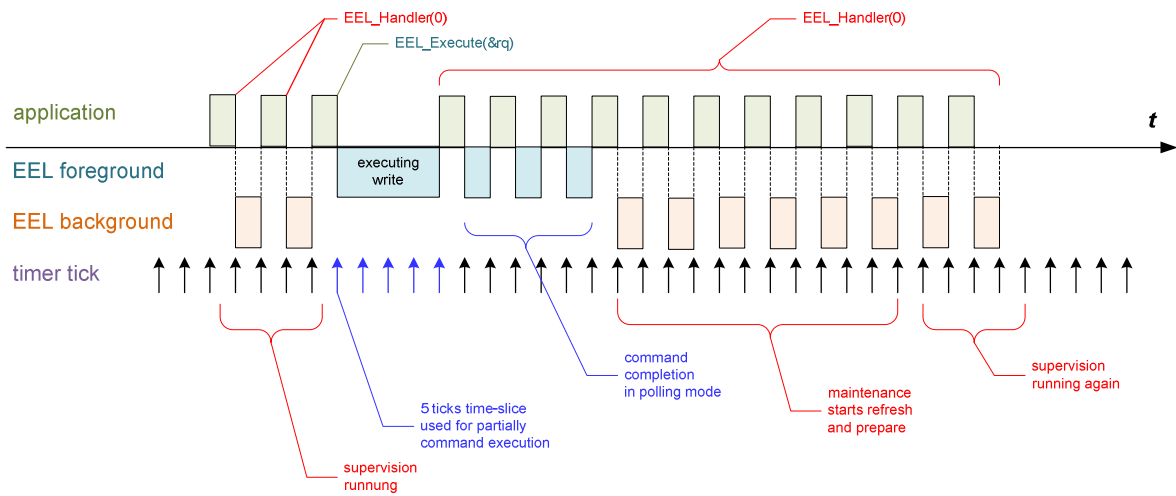 EEL_Handler(0)
EEL_Handler(0)
EEL_Execute(&rq)
application
t
EEL foreground
executing
write
EEL background
timer tick
command
completion
in polling mode
supervision
running again
maintenance
starts refresh
and prepare
5 ticks time-slice
used for partially
command execution
supervision
runnung